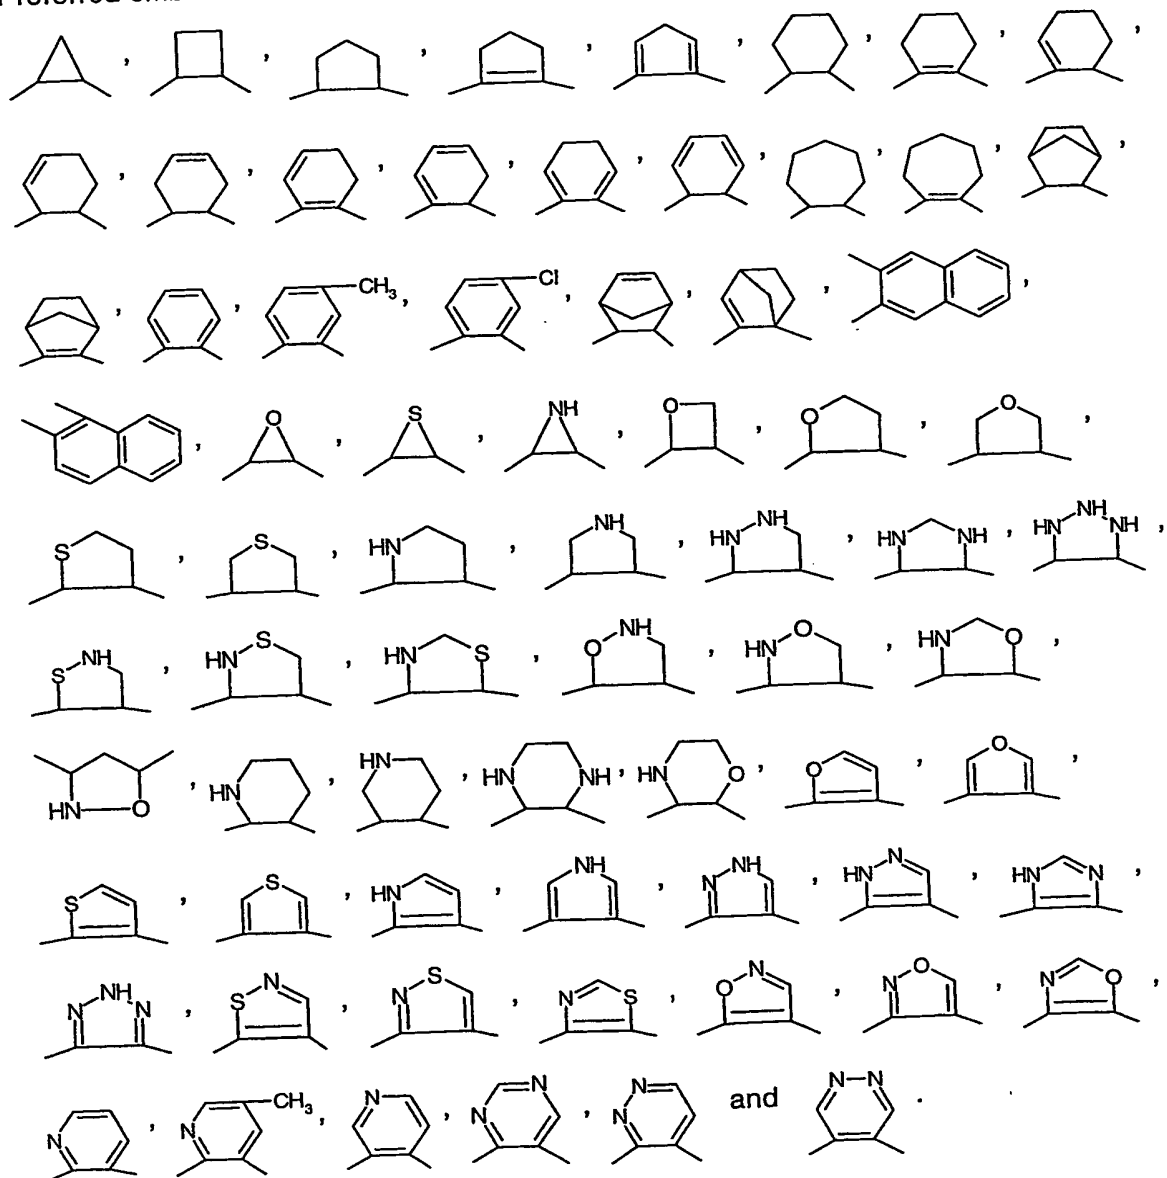 Preferred
, , , , , , , ,
, , , , , , , , ,
, , CH₃, Cl , , , ,
, O , S , NH , O , O , O ,
S , S , HN , NH , HN NH , HN NH , HN NH NH ,
S NH , HN S , HN S , O NH , HN O , HN O ,
HN O , HN , HN , HN NH , HN O , O , O ,
S , S , HN , NH , N NH , HN N , HN N ,
N NH N , S N , N S , N S , O N , N O , N O ,
N , N CH₃ , N , N N , N N and N N .